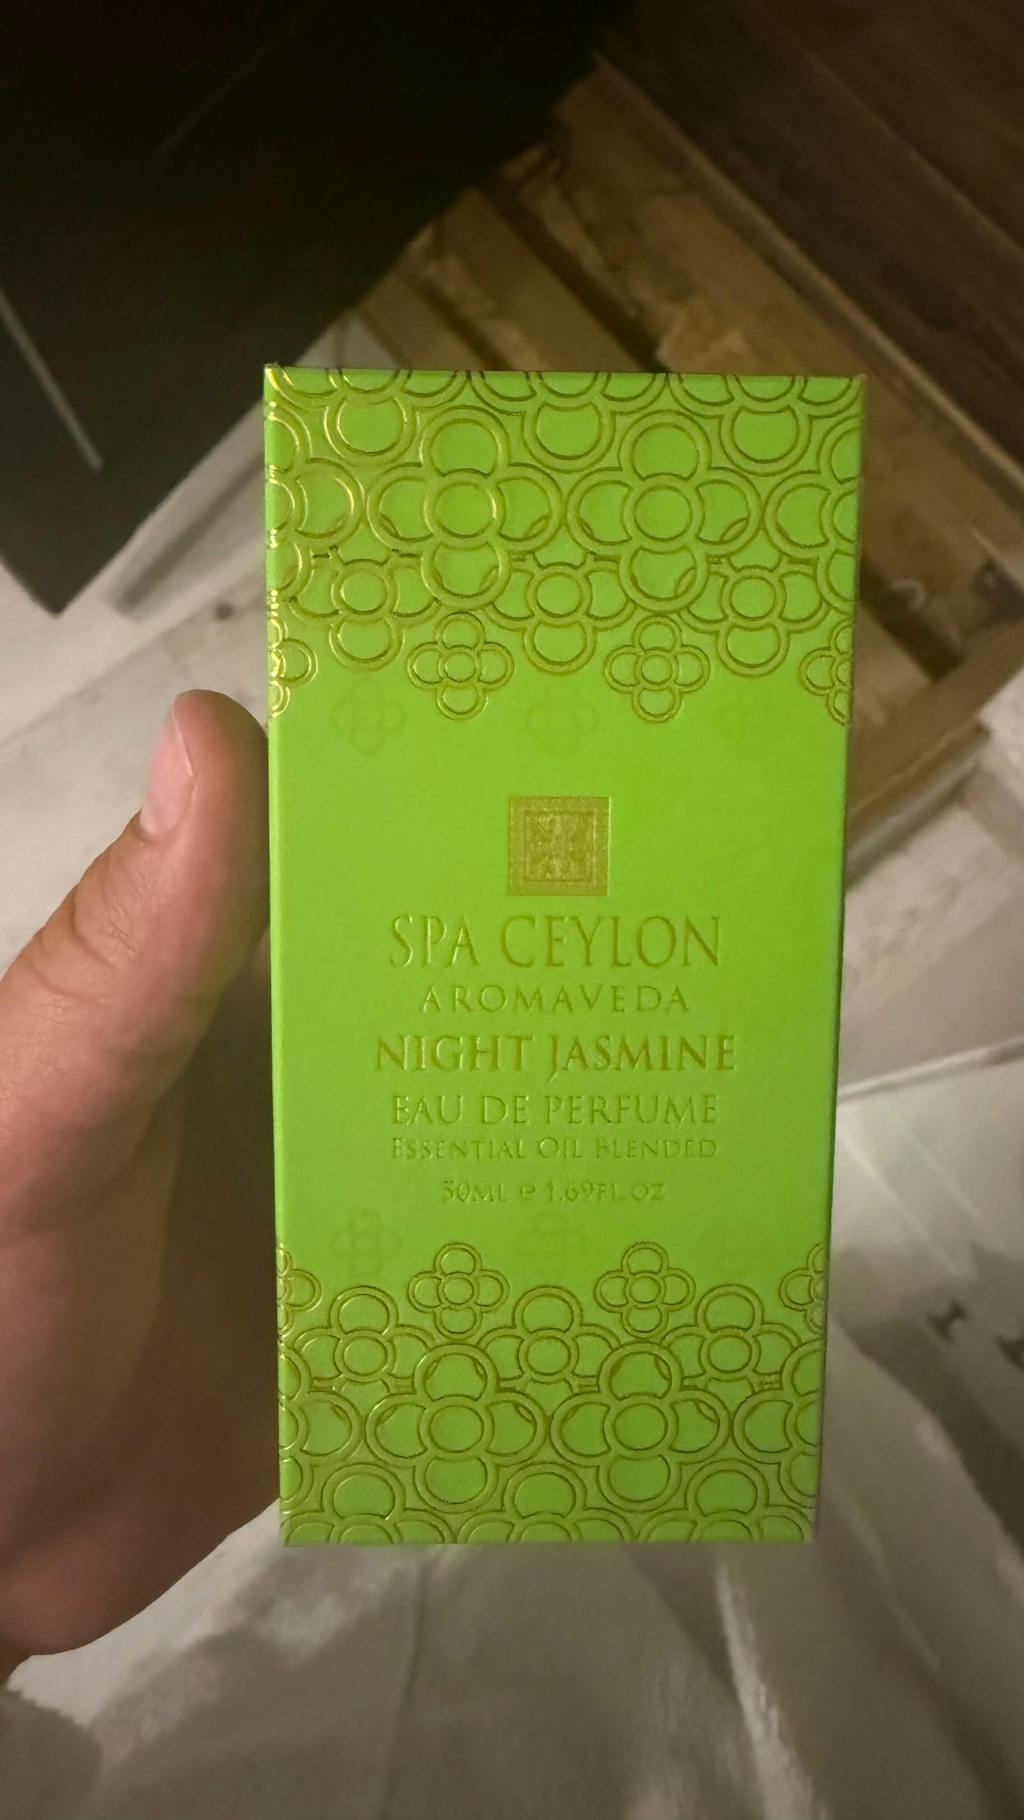 SPA CEYLON
AROMAVEDA
NIGHT JASMINE
EAU DE PERFUME
ESSENTIAL OIL BLENDED
50ML e 1.69FL.OZ